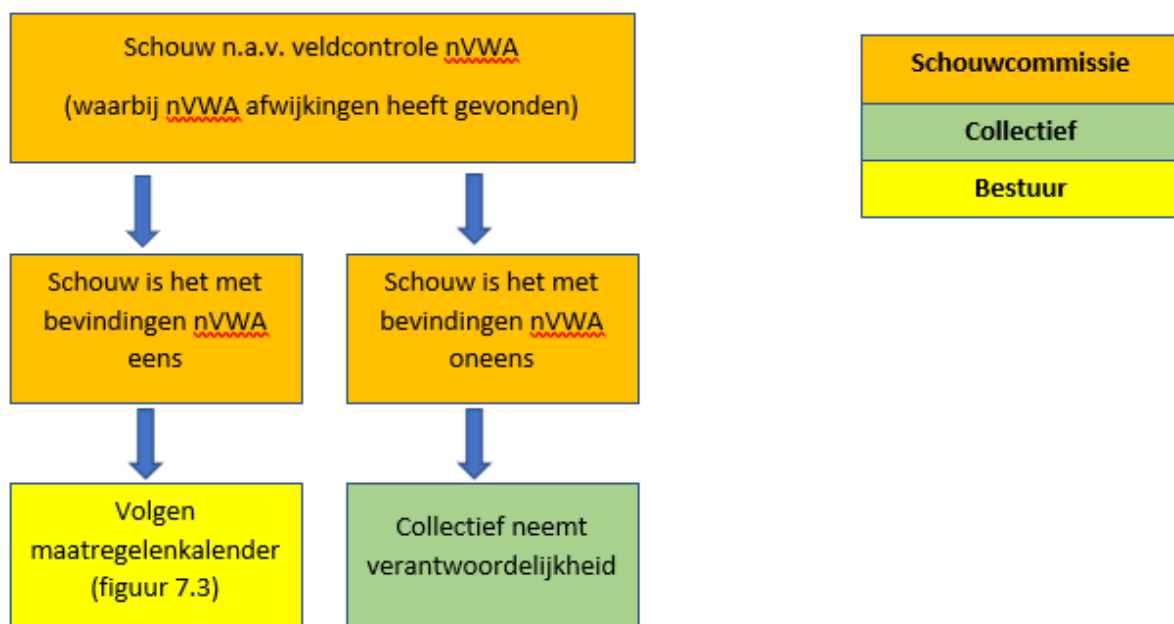 Schouw n.a.v. veldcontrole nVWA
(waarbij nVWA afwijkingen heeft gevonden)
Schouwcommissie
Collectief
Bestuur
Schouw is het met
bevindingen nVWA
eens
Schouw is het met
bevindingen nVWA
oneens
Volgen
maatregelenkalender
(figuur 7.3)
Collectief neemt
verantwoordelijkheid